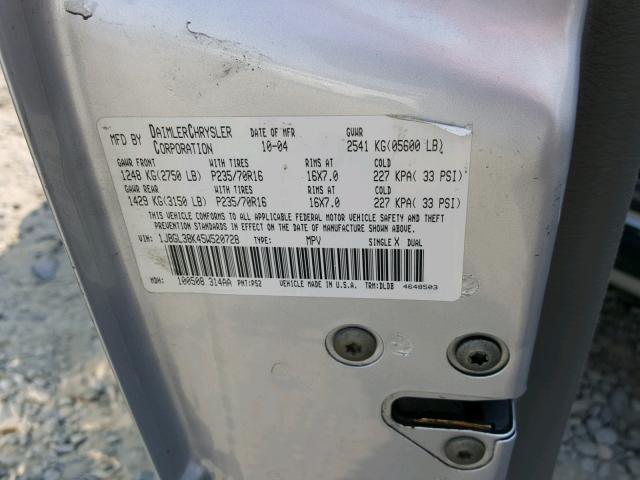 MFD BY DAIMLERCHRYSLER CORPORATION DATE OF MFR 10-04 GVWR 2541 KG(05600 LB)
GAWR FRONT WITH TIRES RIMS AT COLD
1248 KG(2750 LB) P235/70R16 16X7.0 227 KPA( 33 PSI)
GAWR REAR WITH TIRES RIMS AT COLD
1429 KG(3150 LB) P235/70R16 16X7.0 227 KPA( 33 PSI)
THIS VEHICLE CONFORMS TO ALL APPLICABLE FEDERAL MOTOR VEHICLE SAFETY AND THEFT
PREVENTION STANDARDS IN EFFECT ON THE DATE OF MANUFACTURE SHOWN ABOVE.
VIN: 1J8GL38K45W520728 TYPE: MPV SINGLE X DUAL
MDH: 100508 314AA PNT:PS2 VEHICLE MADE IN U.S.A. TRM:DLDB 4648503